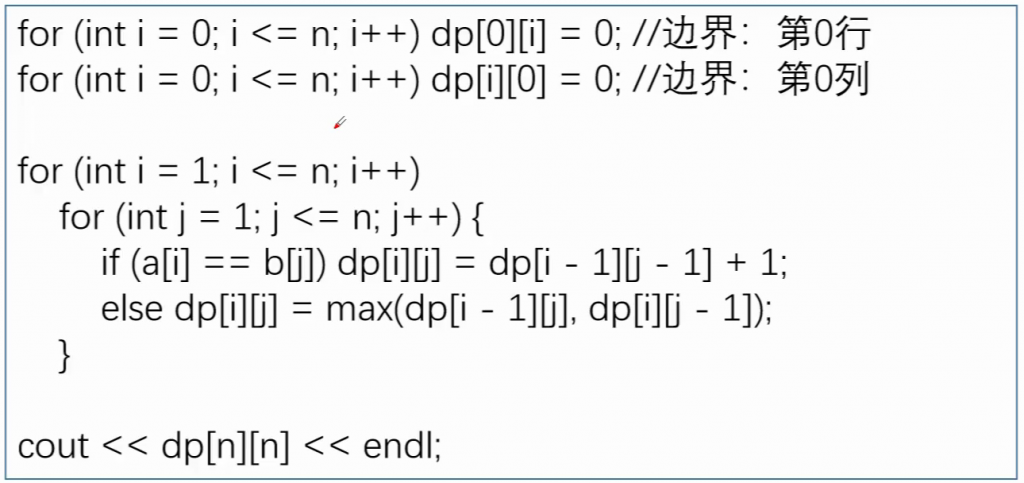 for (int i = 0; i <= n; i++) dp[0][i] = 0; //边界：第0行
for (int i = 0; i <= n; i++) dp[i][0] = 0; //边界：第0列
for (int i = 1; i <= n; i++)
for (int j = 1; j <= n; j++) {
if (a[i] == b[j]) dp[i][j] = dp[i - 1][j - 1] + 1;
else dp[i][j] = max(dp[i - 1][j], dp[i][j - 1]);
}
cout << dp[n][n] << endl;